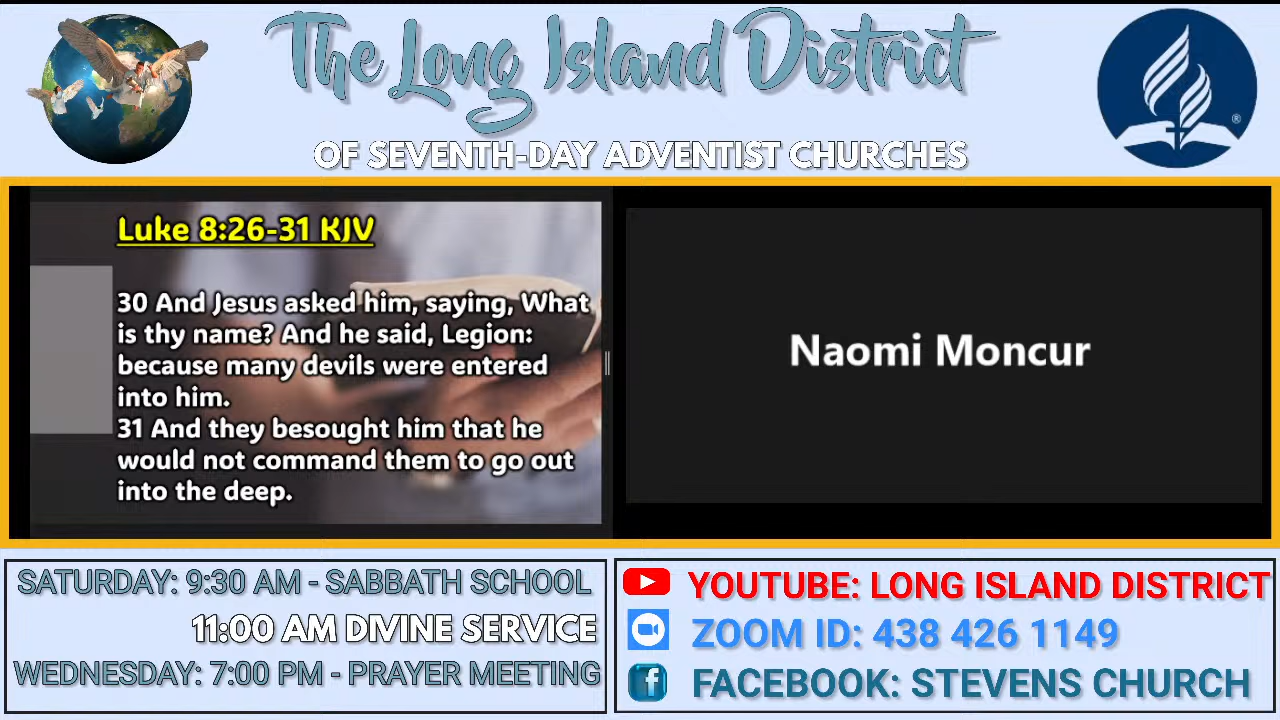 The Long Island District
OF SEVENTH-DAY ADVENTIST CHURCHES
®
Luke 8:26-31 KJV
30 And Jesus asked him, saying, What
is thy name? And he said, Legion:
because many devils were entered
into him.
31 And they besought him that he
would not command them to go out
into the deep.
Naomi Moncur
SATURDAY: 9:30 AM - SABBATH SCHOOL
11:00 AM DIVINE SERVICE
WEDNESDAY: 7:00 PM - PRAYER MEETING
YOUTUBE: LONG ISLAND DISTRICT
ZOOM ID: 438 426 1149
f FACEBOOK: STEVENS CHURCH